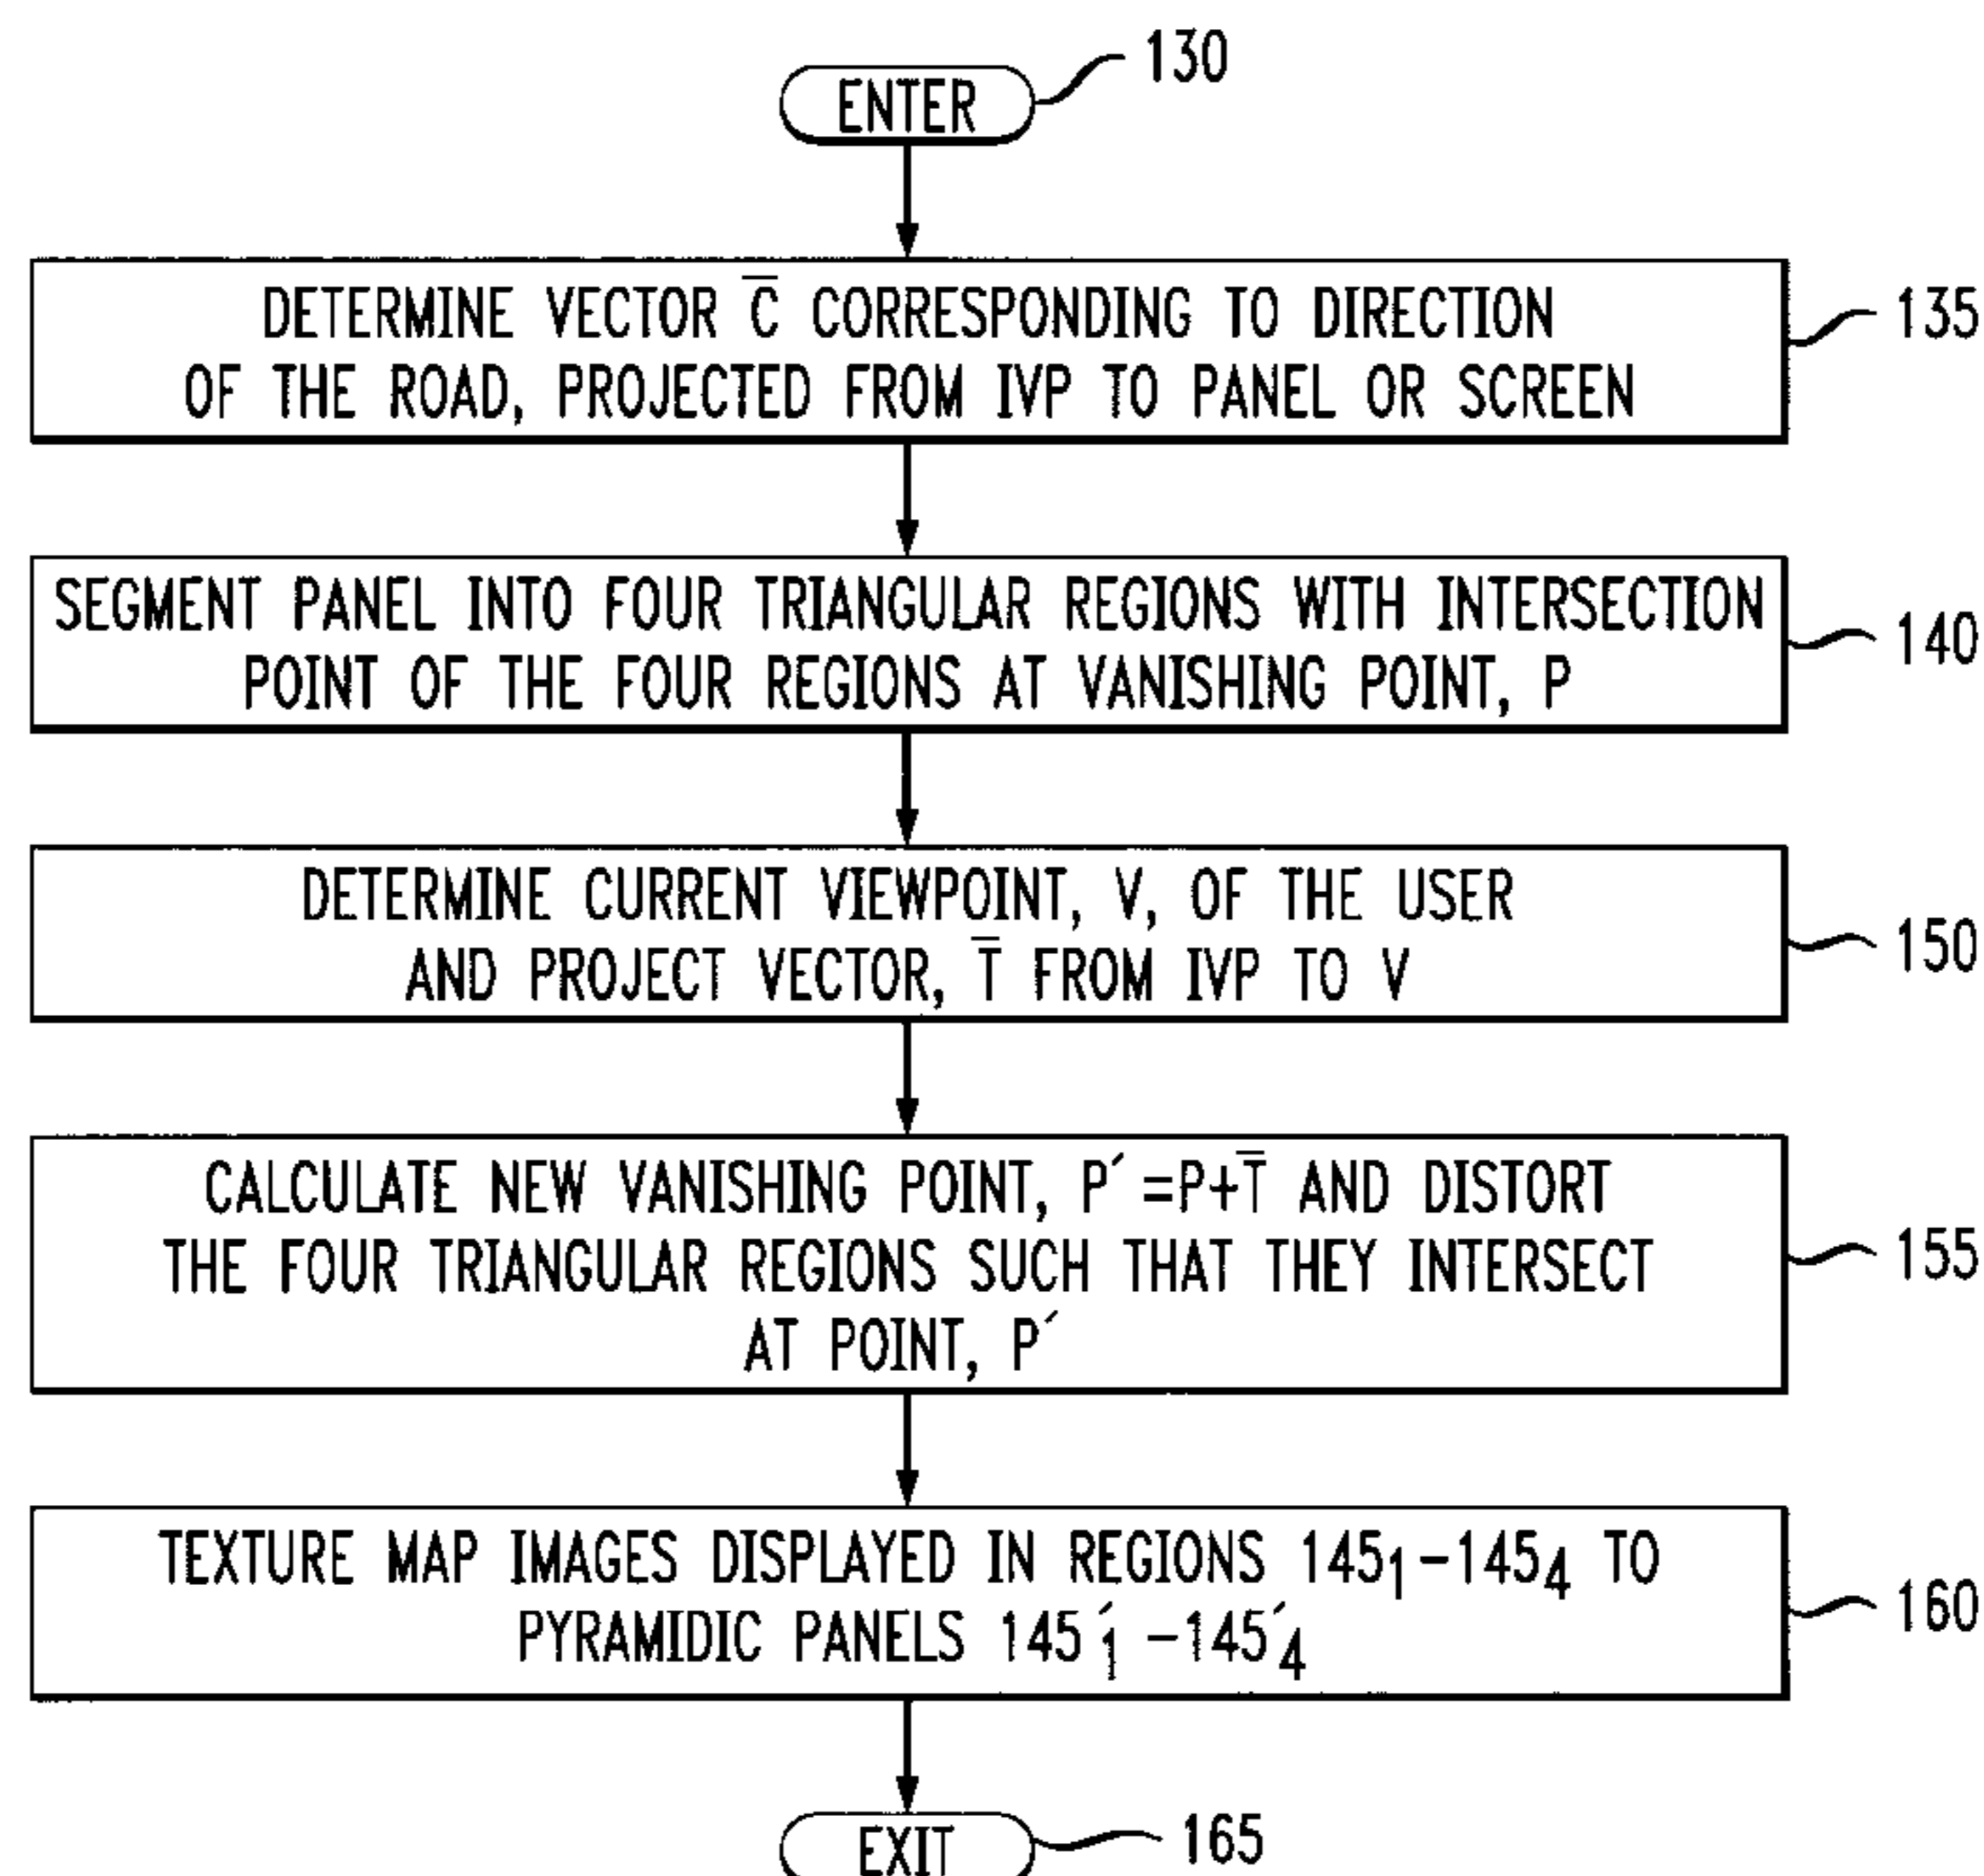 ENTER
130
DETERMINE VECTOR C̅ CORRESPONDING TO DIRECTION
OF THE ROAD, PROJECTED FROM IVP TO PANEL OR SCREEN
135
SEGMENT PANEL INTO FOUR TRIANGULAR REGIONS WITH INTERSECTION
POINT OF THE FOUR REGIONS AT VANISHING POINT, P
140
DETERMINE CURRENT VIEWPOINT, V, OF THE USER
AND PROJECT VECTOR, T̅ FROM IVP TO V
150
CALCULATE NEW VANISHING POINT, P´=P+T̅ AND DISTORT
THE FOUR TRIANGULAR REGIONS SUCH THAT THEY INTERSECT
AT POINT, P´
155
TEXTURE MAP IMAGES DISPLAYED IN REGIONS 145₁-145₄ TO
PYRAMIDIC PANELS 145´₁-145´₄
160
EXIT
165